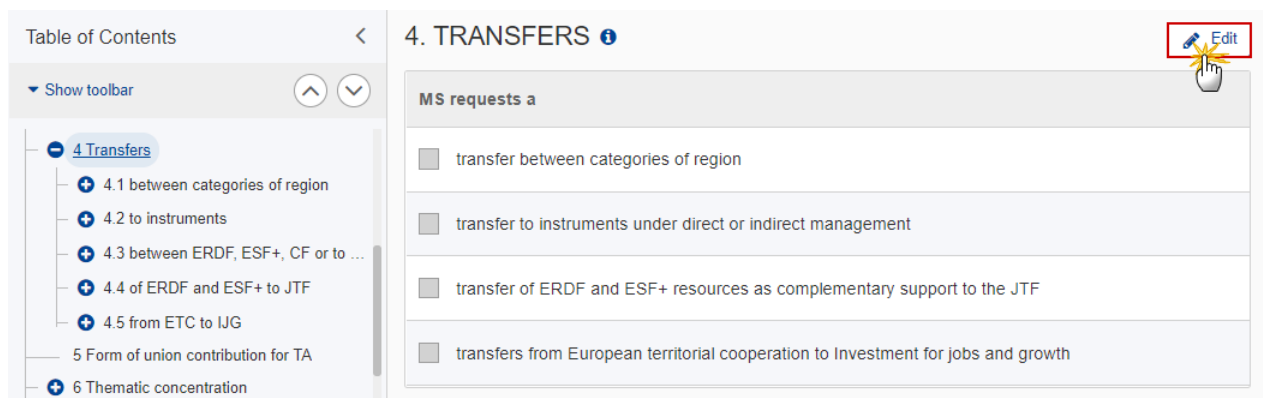 Table of Contents
Show toolbar
4 Transfers
4.1 between categories of region
4.2 to instruments
4.3 between ERDF, ESF+, CF or to ...
4.4 of ERDF and ESF+ to JTF
4.5 from ETC to IJG
5 Form of union contribution for TA
6 Thematic concentration
4. TRANSFERS
Edit
MS requests a
transfer between categories of region
transfer to instruments under direct or indirect management
transfer of ERDF and ESF+ resources as complementary support to the JTF
transfers from European territorial cooperation to Investment for jobs and growth